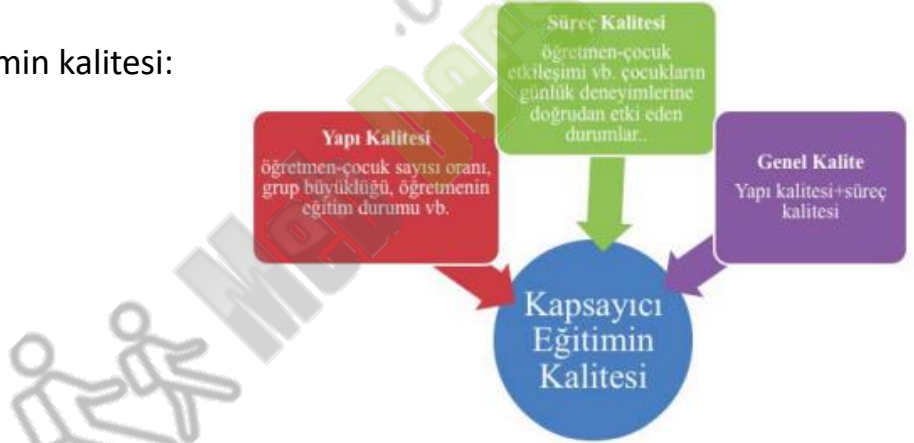 min kalitesi:
Süreç Kalitesi
öğretmen-çocuk
etkileşimi vb. çocukların
günlük deneyimlerine
doğrudan etki eden
durumlar..
Yapı Kalitesi
öğretmen-çocuk sayısı oranı,
grup büyüklüğü, öğretmenin
eğitim durumu vb.
Genel Kalite
Yapı kalitesi+süreç
kalitesi
Kapsayıcı
Eğitimin
Kalitesi